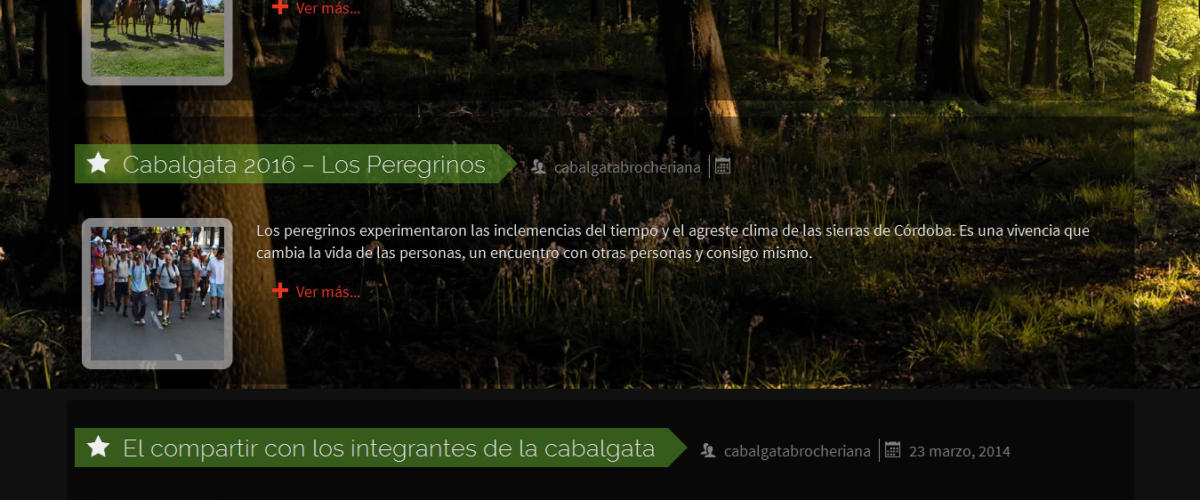 Ver más...
Cabalgata 2016 – Los Peregrinos
cabalgatabrocheriana
Los peregrinos experimentaron las inclemencias del tiempo y el agreste clima de las sierras de Córdoba. Es una vivencia que
cambia la vida de las personas, un encuentro con otras personas y consigo mismo.
Ver más...
El compartir con los integrantes de la cabalgata
cabalgatabrocheriana 23 marzo, 2014